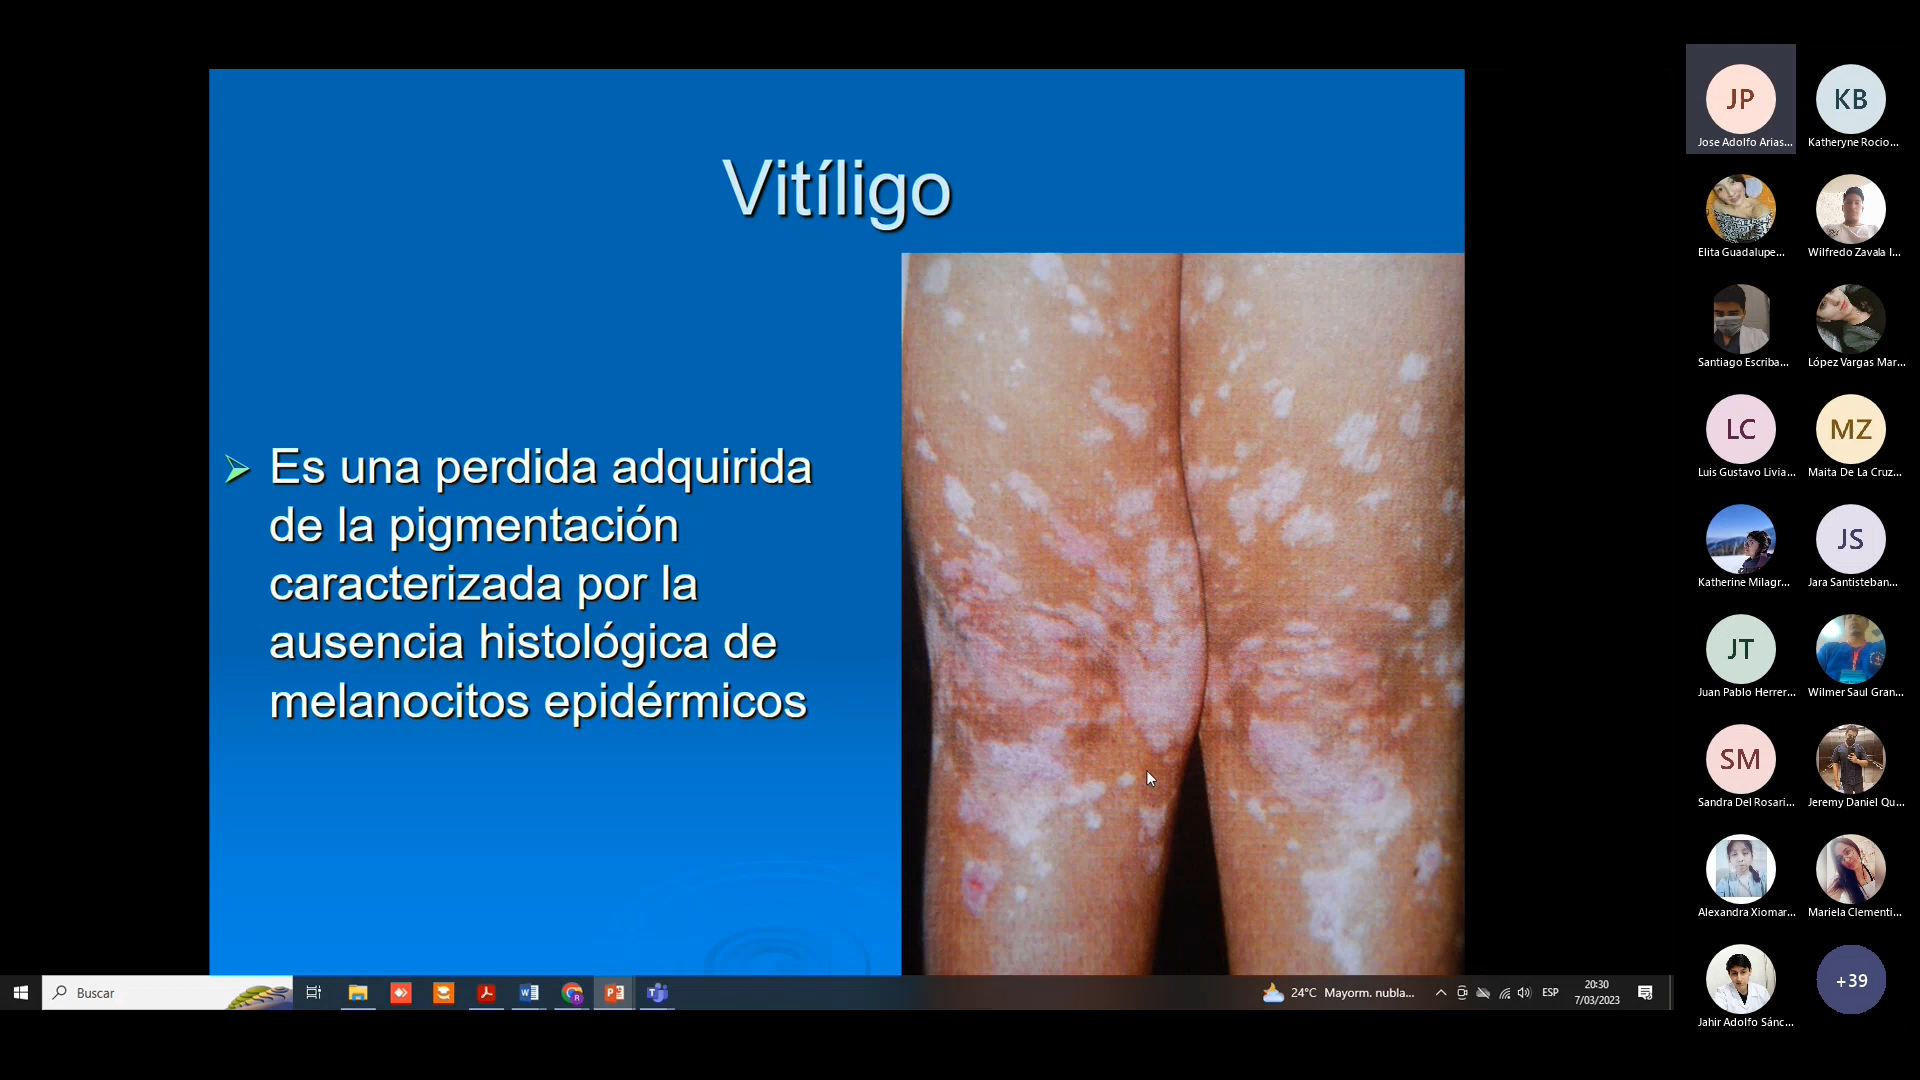 Vitíligo
Es una perdida adquirida
de la pigmentación
caracterizada por la
ausencia histológica de
melanocitos epidérmicos
JP
Jose Adolfo Arias...
KB
Katheryne Rocio...
Elita Guadalupe...
Wilfredo Zavala I...
Santiago Escriba...
López Vargas Mar...
LC
Luis Gustavo Livia...
MZ
Maita De La Cruz...
Katherine Milagr...
JS
Jara Santisteban...
JT
Juan Pablo Herrer...
Wilmer Saul Gran...
SM
Sandra Del Rosari...
Jeremy Daniel Qu...
Alexandra Xiomar...
Mariela Clementi...
Jahir Adolfo Sánc...
+39
Buscar
24°C Mayorm. nubla...
ESP
20:30
7/03/2023